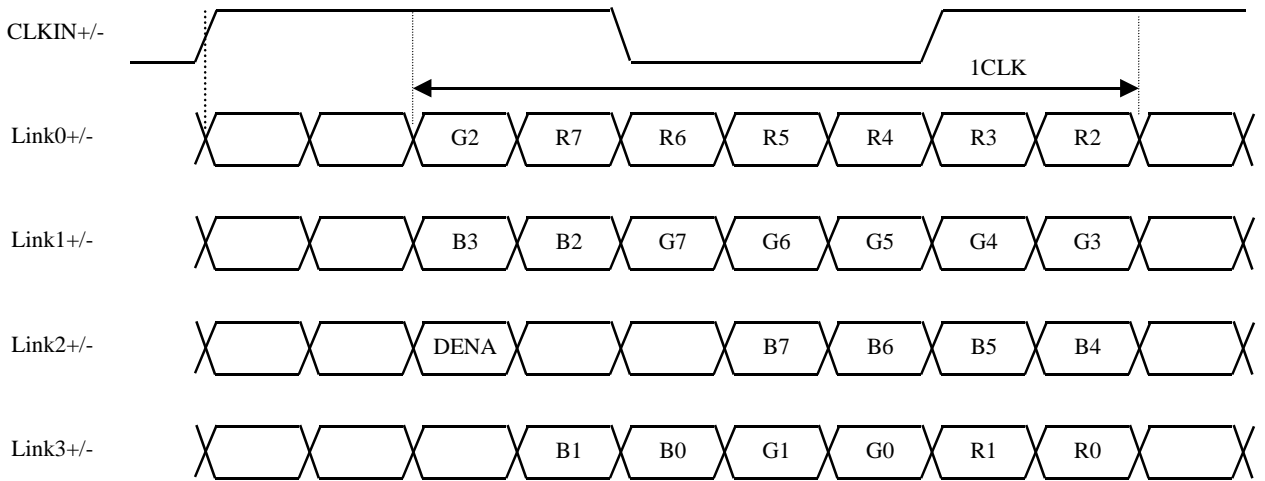 CLKIN+/-
1CLK
Link0+/- G2 R7 R6 R5 R4 R3 R2
Link1+/- B3 B2 G7 G6 G5 G4 G3
Link2+/- DENA B7 B6 B5 B4
Link3+/- B1 B0 G1 G0 R1 R0